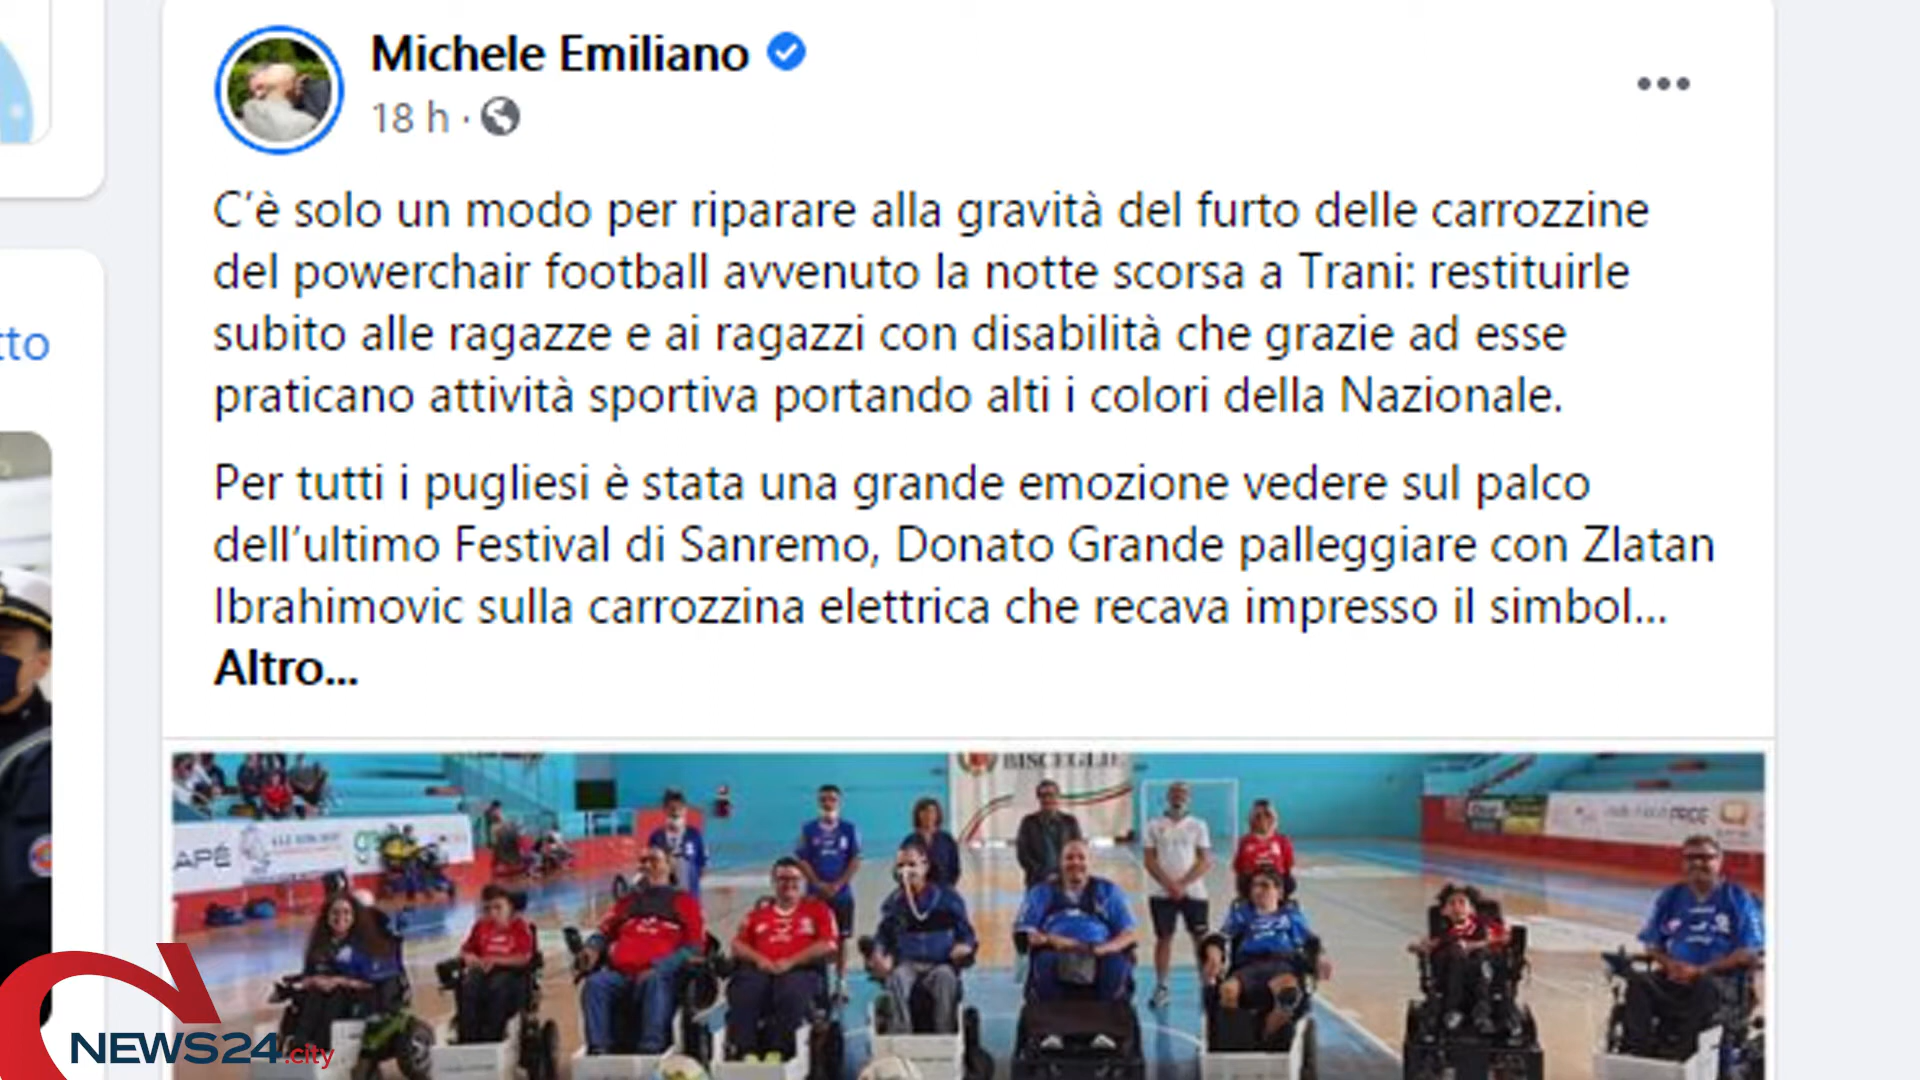 Michele Emiliano
18 h ·
C'è solo un modo per riparare alla gravità del furto delle carrozzine
del powerchair football avvenuto la notte scorsa a Trani: restituirle
subito alle ragazze e ai ragazzi con disabilità che grazie ad esse
praticano attività sportiva portando alti i colori della Nazionale.
Per tutti i pugliesi è stata una grande emozione vedere sul palco
dell'ultimo Festival di Sanremo, Donato Grande palleggiare con Zlatan
Ibrahimovic sulla carrozzina elettrica che recava impresso il simbol...
Altro...
tto
BISCEGLIE
APÉ
NEWS24.city